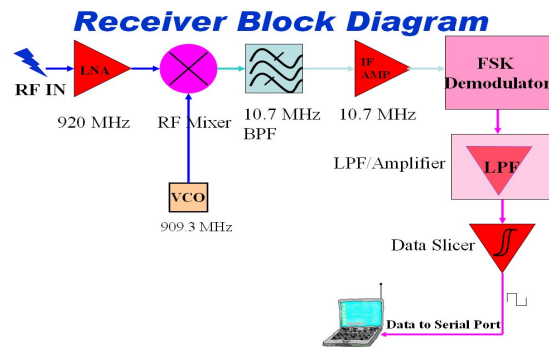 Receiver Block Diagram
RF IN
LNA
920 MHz
RF Mixer
VCO
909.3 MHz
10.7 MHz
BPF
IF
AMP
10.7 MHz
FSK
Demodulator
LPF/Amplifier
LPF
Data Slicer
Data to Serial Port